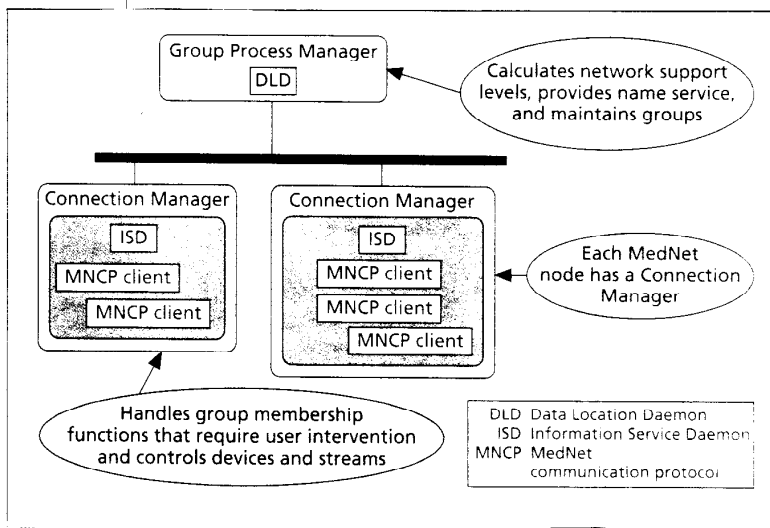 Group Process Manager
DLD
Calculates network support
levels, provides name service,
and maintains groups
Connection Manager
ISD
MNCP client
MNCP client
Connection Manager
ISD
MNCP client
MNCP client
MNCP client
Each MedNet
node has a Connection
Manager
Handles group membership
functions that require user intervention
and controls devices and streams
DLD Data Location Daemon
ISD Information Service Daemon
MNCP MedNet
communication protocol